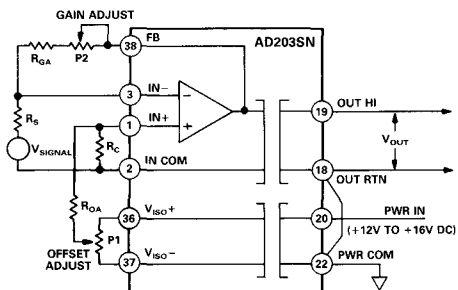 GAIN ADJUST
AD203SN
38
FB
RGA
P2
3
IN−
−
19
OUT HI
RS
1
IN+
+
VSIGNAL
RC
VOUT
2
IN COM
18
OUT RTN
ROA
36
VISO+
20
PWR IN
P1
(+12V TO +16V DC)
OFFSET
ADJUST
37
VISO−
22
PWR COM